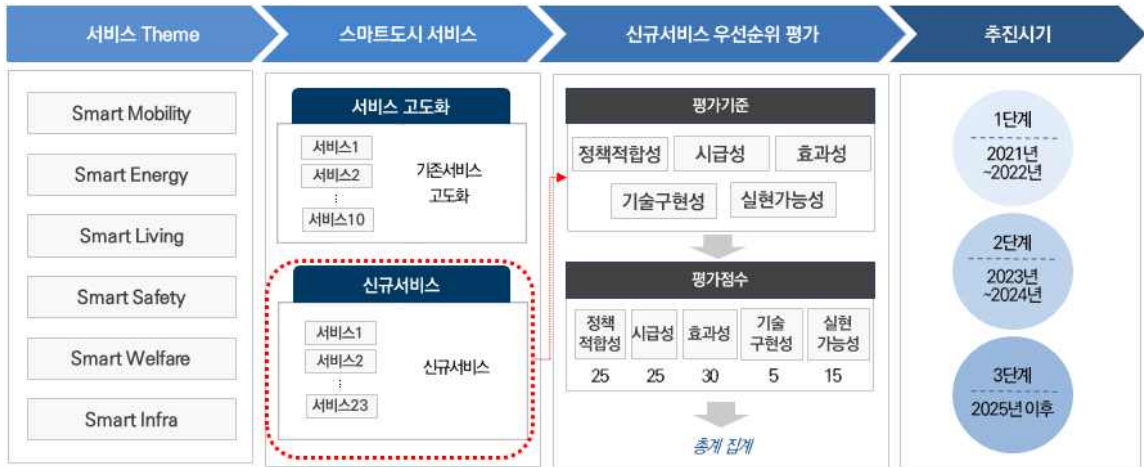 서비스 Theme
스마트도시 서비스
신규서비스 우선순위 평가
추진시기
Smart Mobility
Smart Energy
Smart Living
Smart Safety
Smart Welfare
Smart Infra
서비스 고도화
서비스1
서비스2
⋮
서비스10
기존서비스
고도화
신규서비스
서비스1
서비스2
⋮
서비스23
신규서비스
평가기준
정책적합성
시급성
효과성
기술구현성
실현가능성
평가점수
정책
적합성
시급성
효과성
기술
구현성
실현
가능성
25
25
30
5
15
총계 집계
1단계
2021년
~2022년
2단계
2023년
~2024년
3단계
2025년 이후